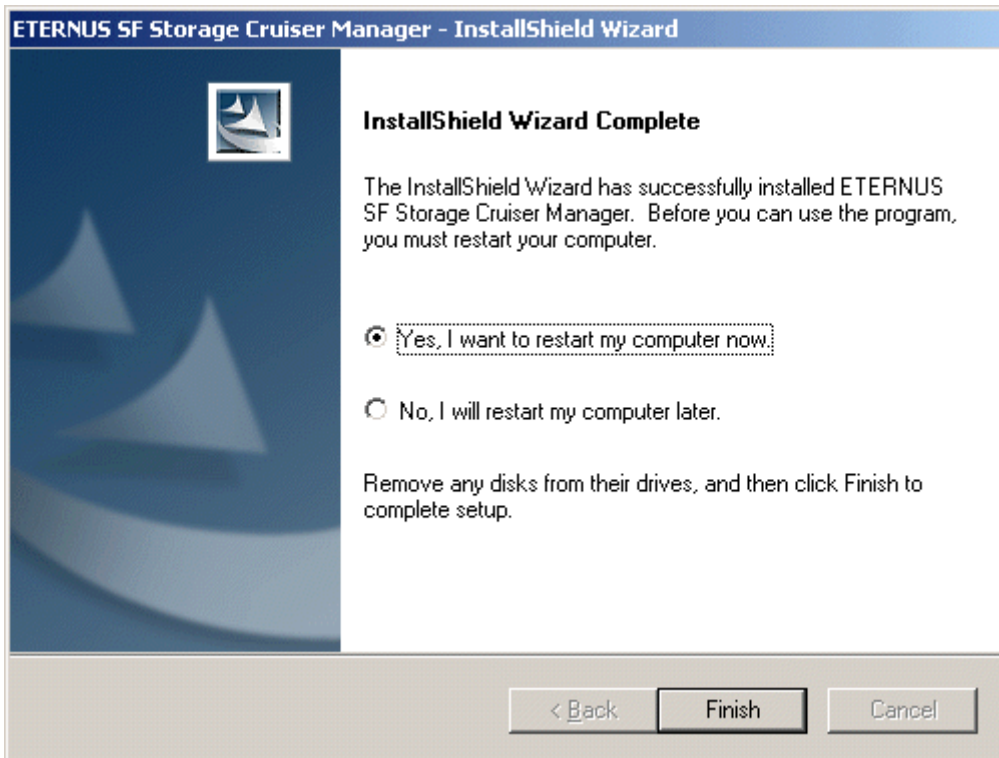 ETERNUS SF Storage Cruiser Manager - InstallShield Wizard
InstallShield Wizard Complete
The InstallShield Wizard has successfully installed ETERNUS
SF Storage Cruiser Manager. Before you can use the program,
you must restart your computer.
Yes, I want to restart my computer now.
No, I will restart my computer later.
Remove any disks from their drives, and then click Finish to
complete setup.
< Back
Finish
Cancel